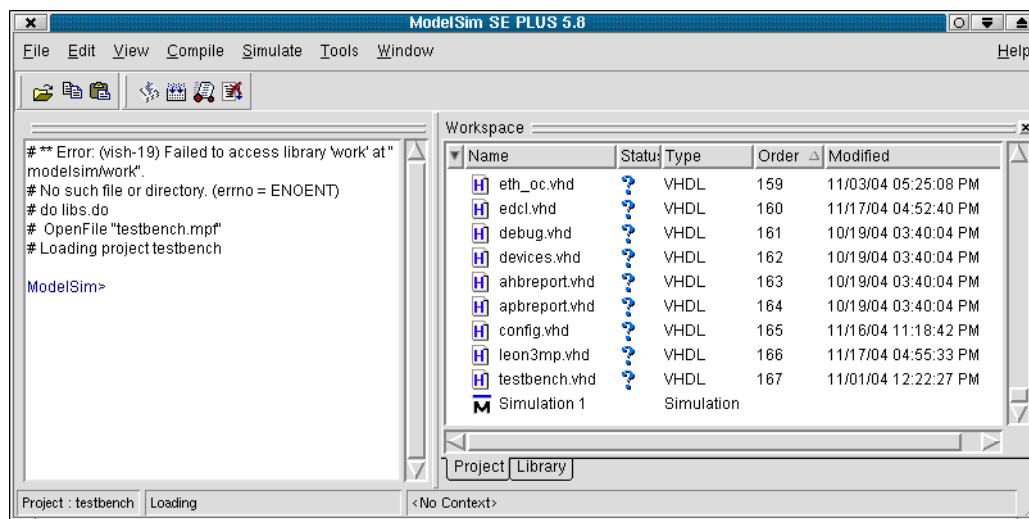 ModelSim SE PLUS 5.8
File Edit View Compile Simulate Tools Window Help
# ** Error: (vish-19) Failed to access library 'work' at "
modelsim/work".
# No such file or directory. (errno = ENOENT)
# do libs.do
# OpenFile "testbench.mpf"
# Loading project testbench
ModelSim>
Workspace
Name Status Type Order Modified
eth_oc.vhd ? VHDL 159 11/03/04 05:25:08 PM
edcl.vhd ? VHDL 160 11/17/04 04:52:40 PM
debug.vhd ? VHDL 161 10/19/04 03:40:04 PM
devices.vhd ? VHDL 162 10/19/04 03:40:04 PM
ahbreport.vhd ? VHDL 163 10/19/04 03:40:04 PM
apbreport.vhd ? VHDL 164 10/19/04 03:40:04 PM
config.vhd ? VHDL 165 11/16/04 11:18:42 PM
leon3mp.vhd ? VHDL 166 11/17/04 04:55:33 PM
testbench.vhd ? VHDL 167 11/01/04 12:22:27 PM
M Simulation 1 Simulation
Project Library
Project : testbench Loading <No Context>